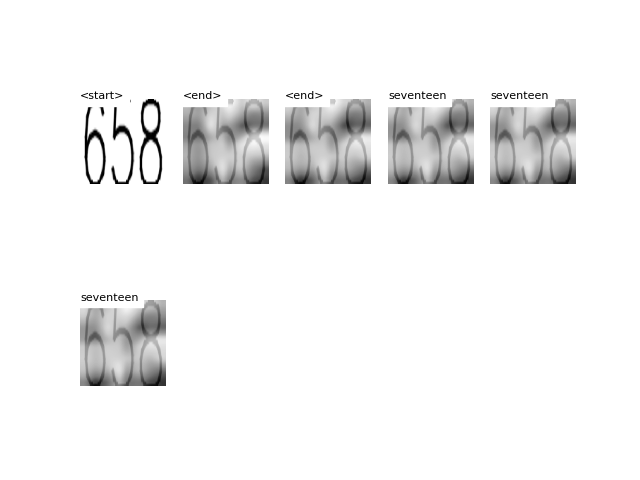 <start> <end> <end> seventeen seventeen
658 658 658 658 658
seventeen
658